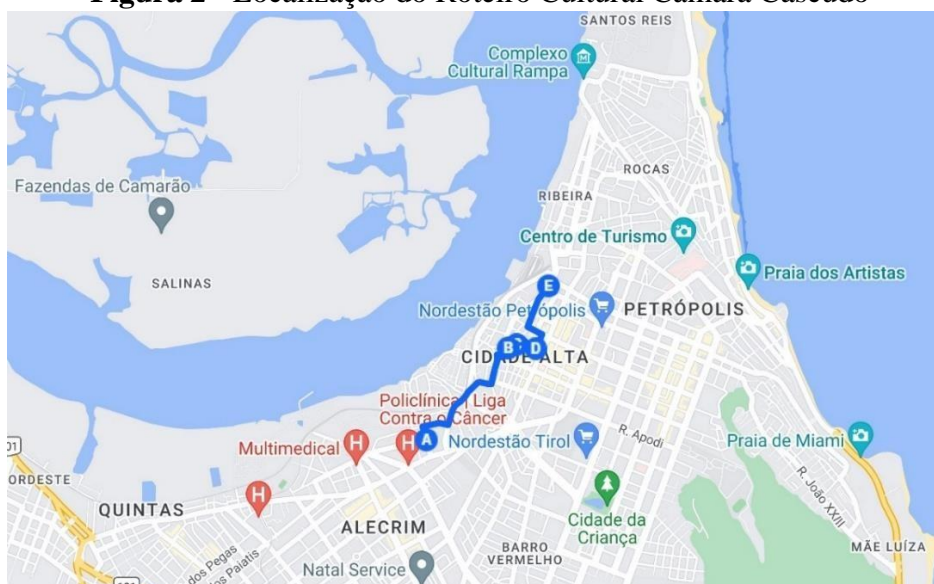 Figura 2 - Localização do Roteiro Cultural Câmara Cascudo
SANTOS REIS
Complexo
Cultural Rampa
ROCAS
Fazendas de Camarão
RIBEIRA
Centro de Turismo
SALINAS
Praia dos Artistas
E
Nordestão Petrópolis
PETRÓPOLIS
B
D
CIDADE ALTA
Policlínica | Liga
Contra o Câncer
H
Multimedical
H
A
Nordestão Tirol
R. Apodi
Praia de Miami
R. João XXIII
H
QUINTAS
ALECRIM
Cidade da
Criança
BARRO
VERMELHO
MÃE LUÍZA
Natal Service